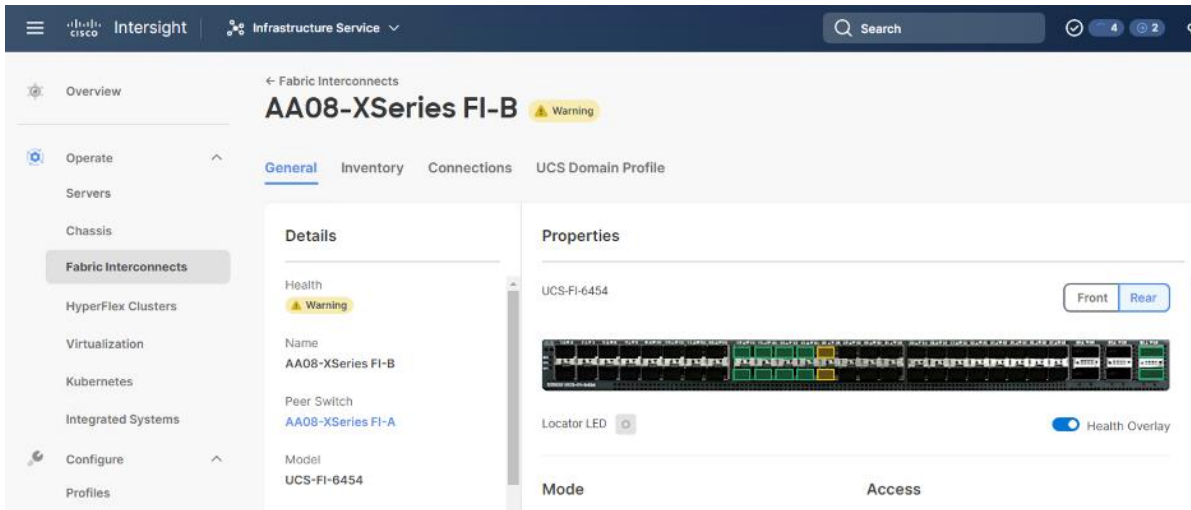 cisco Intersight
Infrastructure Service
Search
4
2
Overview
Operate
Servers
Chassis
Fabric Interconnects
HyperFlex Clusters
Virtualization
Kubernetes
Integrated Systems
Configure
Profiles
← Fabric Interconnects
AA08-XSeries FI-B
Warning
General Inventory Connections UCS Domain Profile
Details
Health
Warning
Name
AA08-XSeries FI-B
Peer Switch
AA08-XSeries FI-A
Model
UCS-FI-6454
Properties
UCS-FI-6454
Front Rear
Locator LED
Health Overlay
Mode
Access